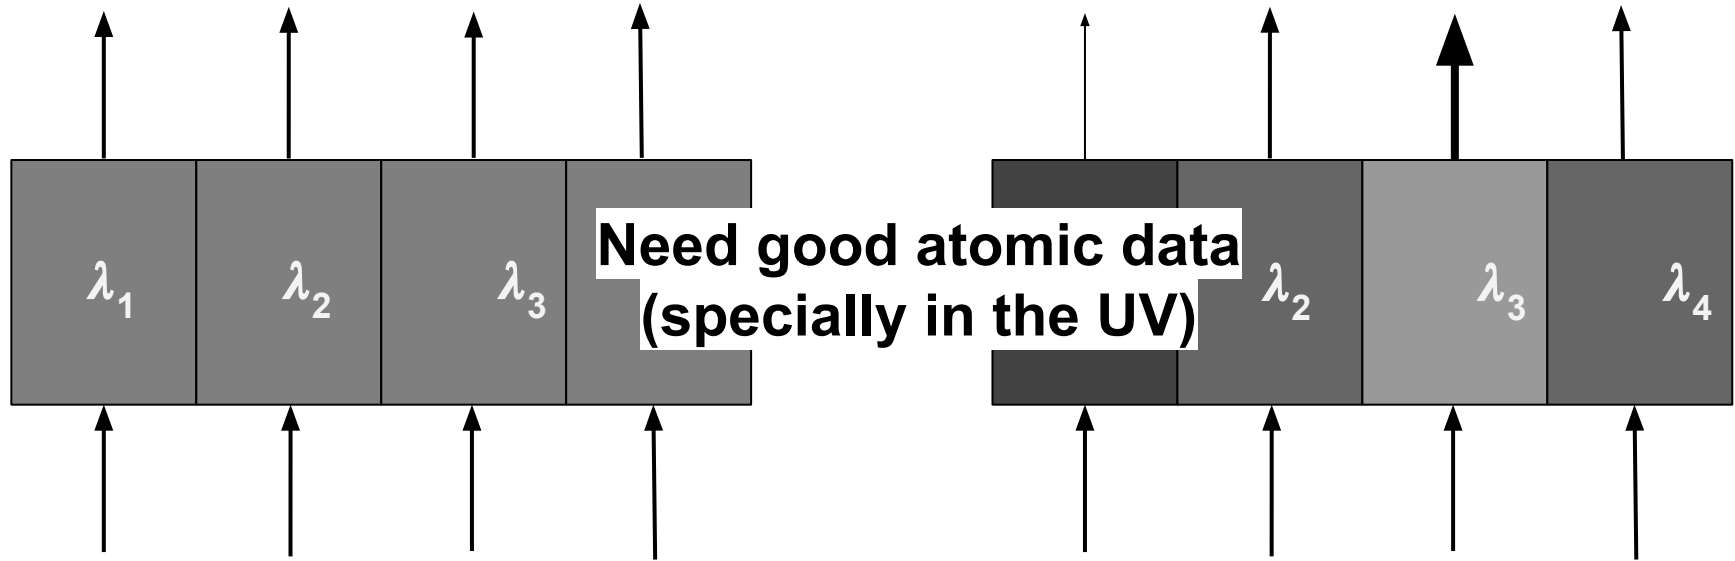 Need good atomic data
(specially in the UV)
λ1
λ2
λ3
λ2
λ3
λ4